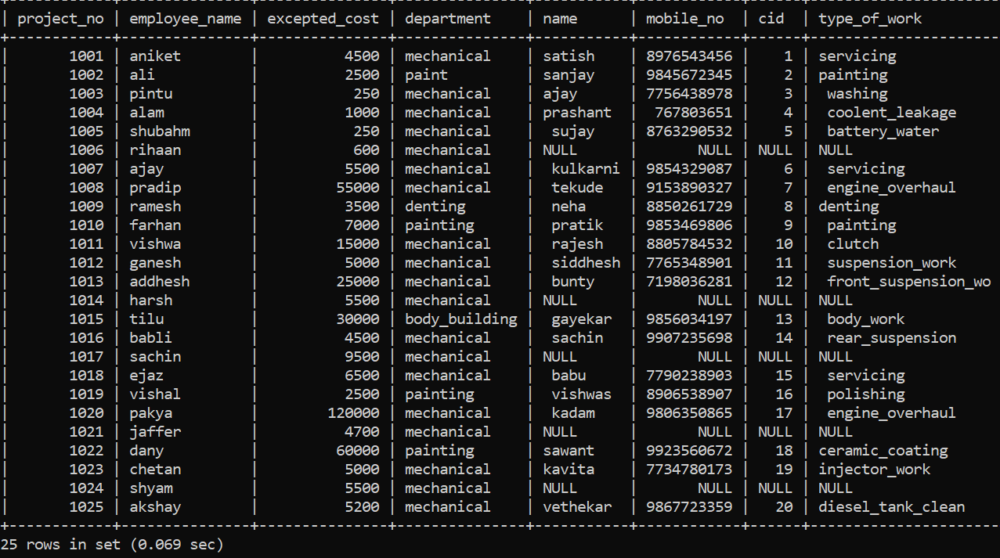 | project_no | employee_name | excepted_cost | department | name | mobile_no | cid | type_of_work
| 1001 | aniket | 4500 | mechanical | satish | 8976543456 | 1 | servicing
| 1002 | ali | 2500 | paint | sanjay | 9845672345 | 2 | painting
| 1003 | pintu | 250 | mechanical | ajay | 7756438978 | 3 | washing
| 1004 | alam | 1000 | mechanical | prashant | 767803651 | 4 | coolent_leakage
| 1005 | shubahm | 250 | mechanical | sujay | 8763290532 | 5 | battery_water
| 1006 | rihaan | 600 | mechanical | NULL | NULL | NULL | NULL
| 1007 | ajay | 5500 | mechanical | kulkarni | 9854329087 | 6 | servicing
| 1008 | pradip | 55000 | mechanical | tekude | 9153890327 | 7 | engine_overhaul
| 1009 | ramesh | 3500 | denting | neha | 8850261729 | 8 | denting
| 1010 | farhan | 7000 | painting | pratik | 9853469806 | 9 | painting
| 1011 | vishwa | 15000 | mechanical | rajesh | 8805784532 | 10 | clutch
| 1012 | ganesh | 5000 | mechanical | siddhesh | 7765348901 | 11 | suspension_work
| 1013 | addhesh | 25000 | mechanical | bunty | 7198036281 | 12 | front_suspension_wo
| 1014 | harsh | 5500 | mechanical | NULL | NULL | NULL | NULL
| 1015 | tilu | 30000 | body_building | gayekar | 9856034197 | 13 | body_work
| 1016 | babli | 4500 | mechanical | sachin | 9907235698 | 14 | rear_suspension
| 1017 | sachin | 9500 | mechanical | NULL | NULL | NULL | NULL
| 1018 | ejaz | 6500 | mechanical | babu | 7790238903 | 15 | servicing
| 1019 | vishal | 2500 | painting | vishwas | 8906538907 | 16 | polishing
| 1020 | pakya | 120000 | mechanical | kadam | 9806350865 | 17 | engine_overhaul
| 1021 | jaffer | 4700 | mechanical | NULL | NULL | NULL | NULL
| 1022 | dany | 60000 | painting | sawant | 9923560672 | 18 | ceramic_coating
| 1023 | chetan | 5000 | mechanical | kavita | 7734780173 | 19 | injector_work
| 1024 | shyam | 5500 | mechanical | NULL | NULL | NULL | NULL
| 1025 | akshay | 5200 | mechanical | vethekar | 9867723359 | 20 | diesel_tank_clean
25 rows in set (0.069 sec)